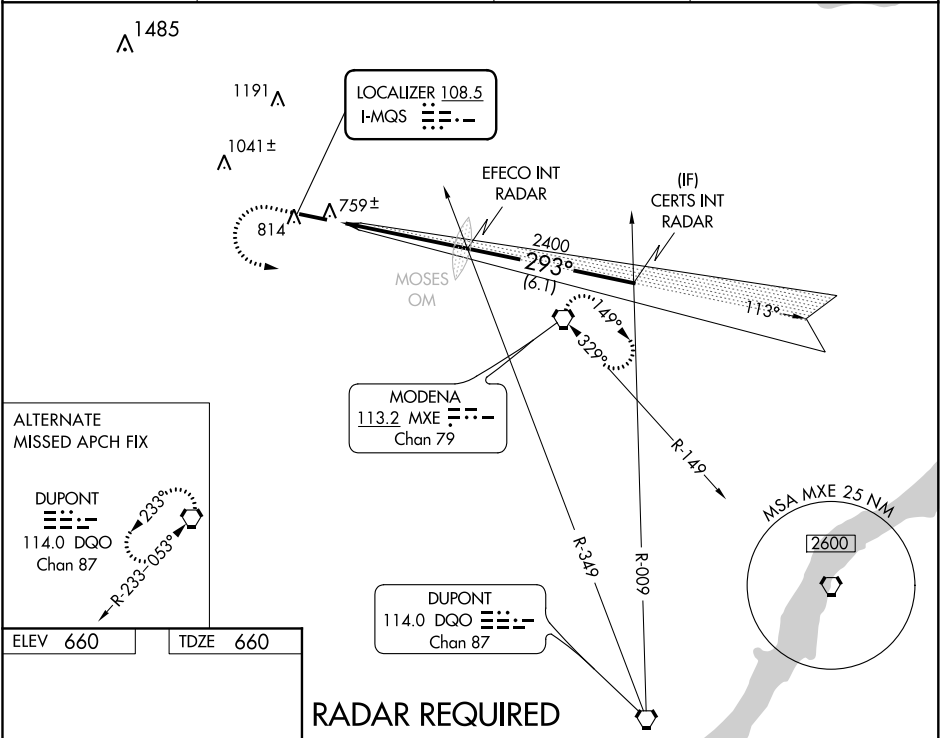 1485
1191
1041±
LOCALIZER 108.5
I-MQS
814
759±
EFECO INT
RADAR
(IF)
CERTS INT
RADAR
2400
293°
(6.1)
113°
MOSES
OM
149°
329°
MODENA
113.2 MXE
Chan 79
R-149
ALTERNATE
MISSED APCH FIX
DUPONT
114.0 DQO
Chan 87
233°
R-233
053°
R-349
R-009
MSA MXE 25 NM
2600
DUPONT
114.0 DQO
Chan 87
ELEV 660
TDZE 660
RADAR REQUIRED